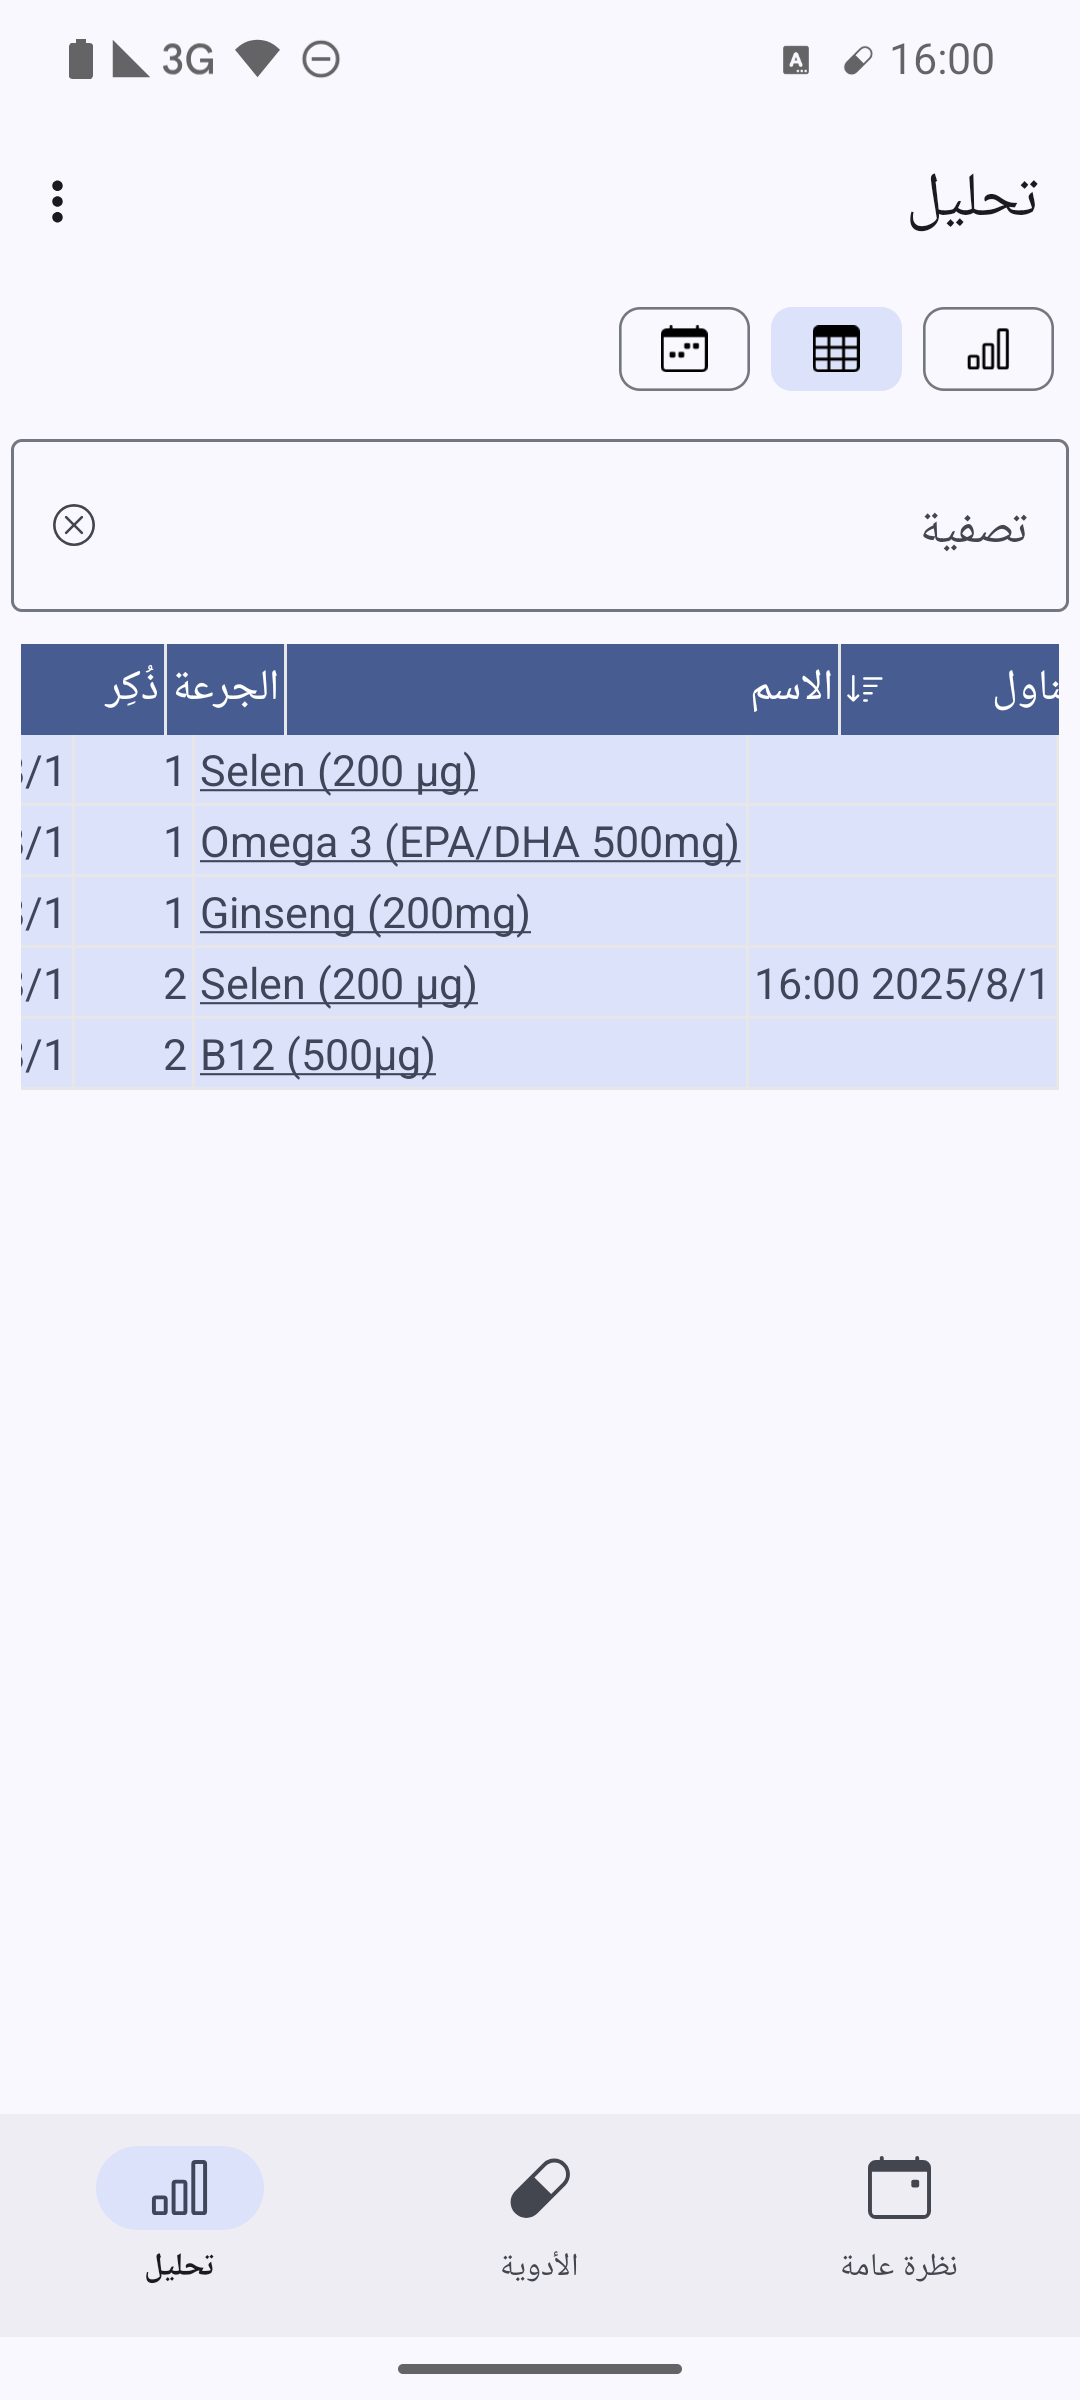 3G 16:00
تحليل
تصفية
الاسم الجرعة ذُكِر
Selen (200 µg) 1 /1
Omega 3 (EPA/DHA 500mg) 1 /1
Ginseng (200mg) 1 /1
16:00 2025/8/1 Selen (200 µg) 2 /1
B12 (500µg) 2 /1
نظرة عامة الأدوية تحليل